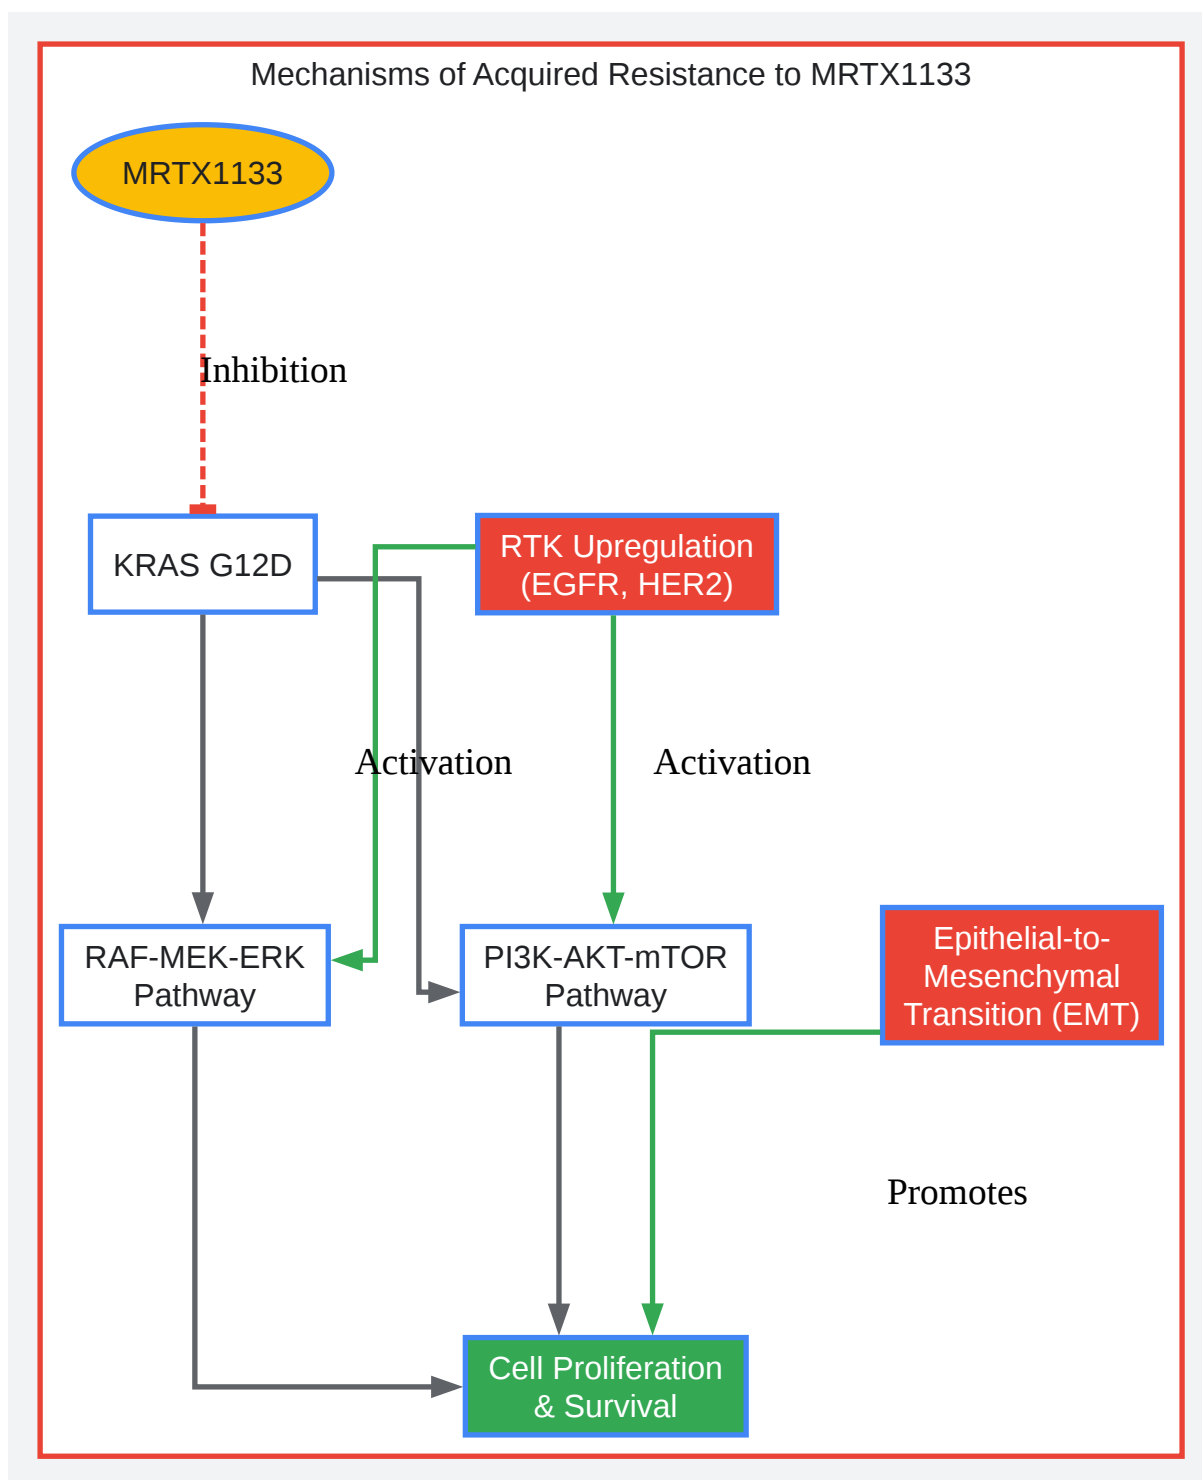 Mechanisms of Acquired Resistance to MRTX1133
MRTX1133
Inhibition
KRAS G12D
RTK Upregulation
(EGFR, HER2)
Activation
Activation
RAF-MEK-ERK
Pathway
PI3K-AKT-mTOR
Pathway
Epithelial-to-
Mesenchymal
Transition (EMT)
Promotes
Cell Proliferation
& Survival